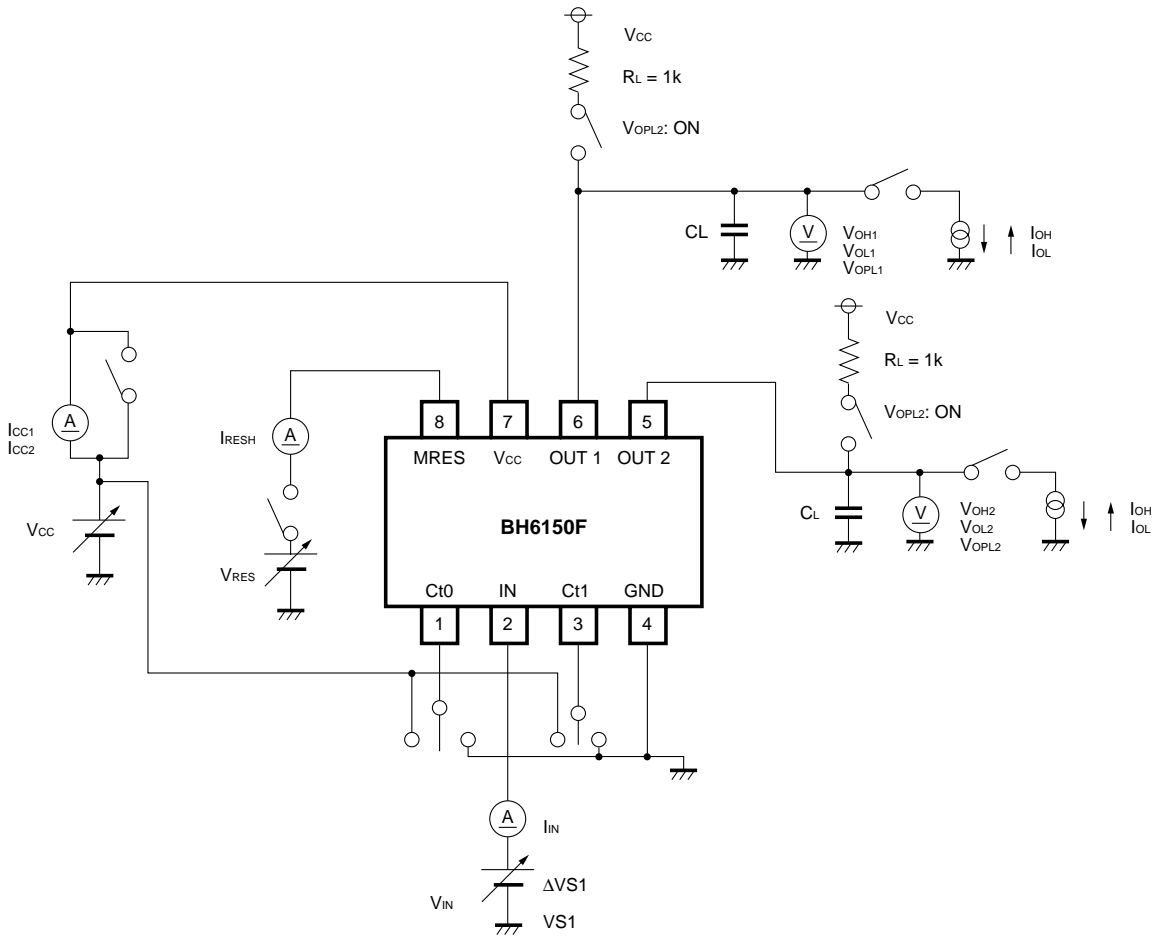 VCC
RL = 1k
VOPL2: ON
CL
V
VOH1
VOL1
VOPL1
IOH
IOL
VCC
RL = 1k
VOPL2: ON
ICC1
ICC2
A
IRESH
A
8
7
6
5
MRES
VCC
OUT 1
OUT 2
BH6150F
CL
V
VOH2
VOL2
VOPL2
IOH
IOL
VCC
VRES
Ct0
IN
Ct1
GND
1
2
3
4
A
IIN
VIN
ΔVS1
VS1